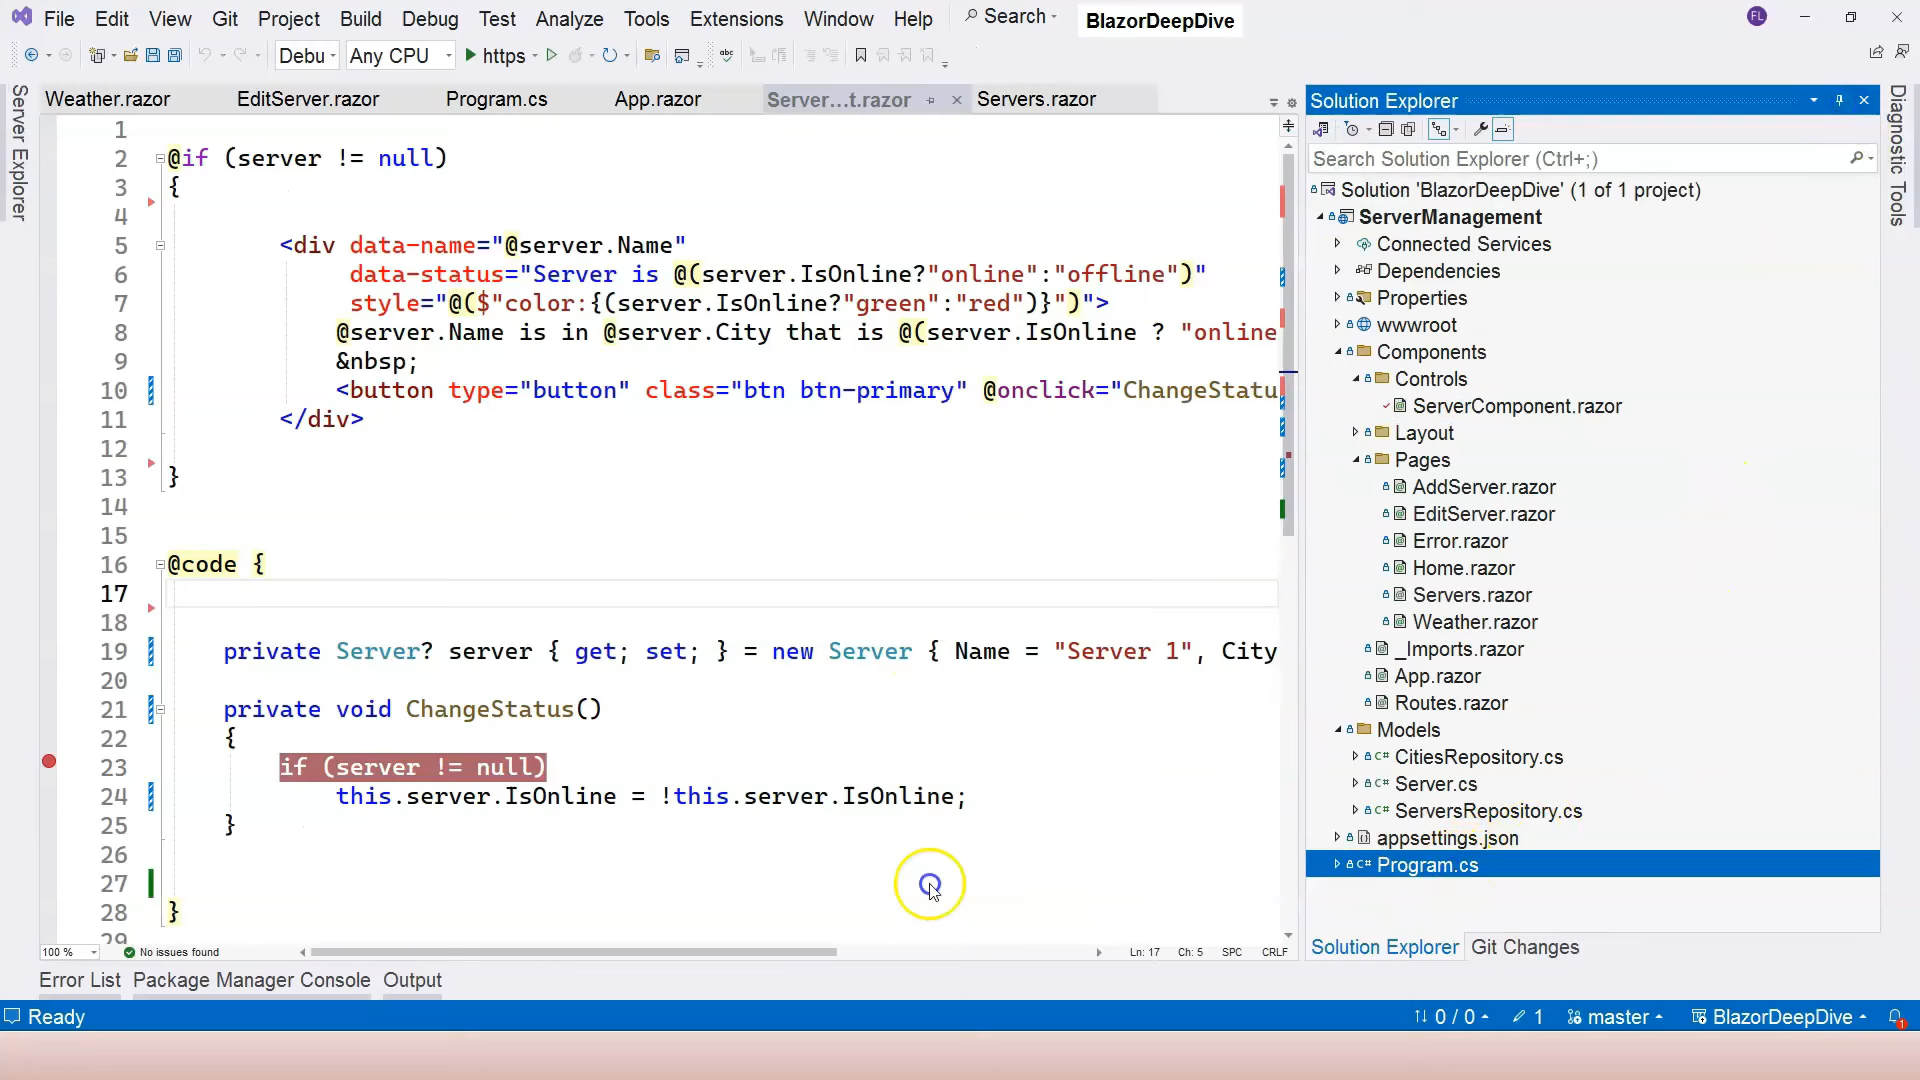 File Edit View Git Project Build Debug Test Analyze Tools Extensions Window Help Search BlazorDeepDive FL
Debu Any CPU https
Weather.razor EditServer.razor Program.cs App.razor Server...t.razor Servers.razor
Server Explorer
1
2 @if (server != null)
3 {
4
5 <div data-name="@server.Name"
6 data-status="Server is @(server.IsOnline?"online":"offline")"
7 style="@($"color:{(server.IsOnline?"green":"red")}")">
8 @server.Name is in @server.City that is @(server.IsOnline ? "online
9 &nbsp;
10 <button type="button" class="btn btn-primary" @onclick="ChangeStatu
11 </div>
12
13 }
14
15
16 @code {
17
18
19 private Server? server { get; set; } = new Server { Name = "Server 1", City
20
21 private void ChangeStatus()
22 {
23 if (server != null)
24 this.server.IsOnline = !this.server.IsOnline;
25 }
26
27
28 }
29
100 % No issues found Ln: 17 Ch: 5 SPC CRLF
Solution Explorer
Search Solution Explorer (Ctrl+;)
Solution 'BlazorDeepDive' (1 of 1 project)
ServerManagement
Connected Services
Dependencies
Properties
wwwroot
Components
Controls
ServerComponent.razor
Layout
Pages
AddServer.razor
EditServer.razor
Error.razor
Home.razor
Servers.razor
Weather.razor
_Imports.razor
App.razor
Routes.razor
Models
CitiesRepository.cs
Server.cs
ServersRepository.cs
appsettings.json
Program.cs
Solution Explorer Git Changes
Diagnostic Tools
Error List Package Manager Console Output
Ready 0 / 0 1 master BlazorDeepDive 1